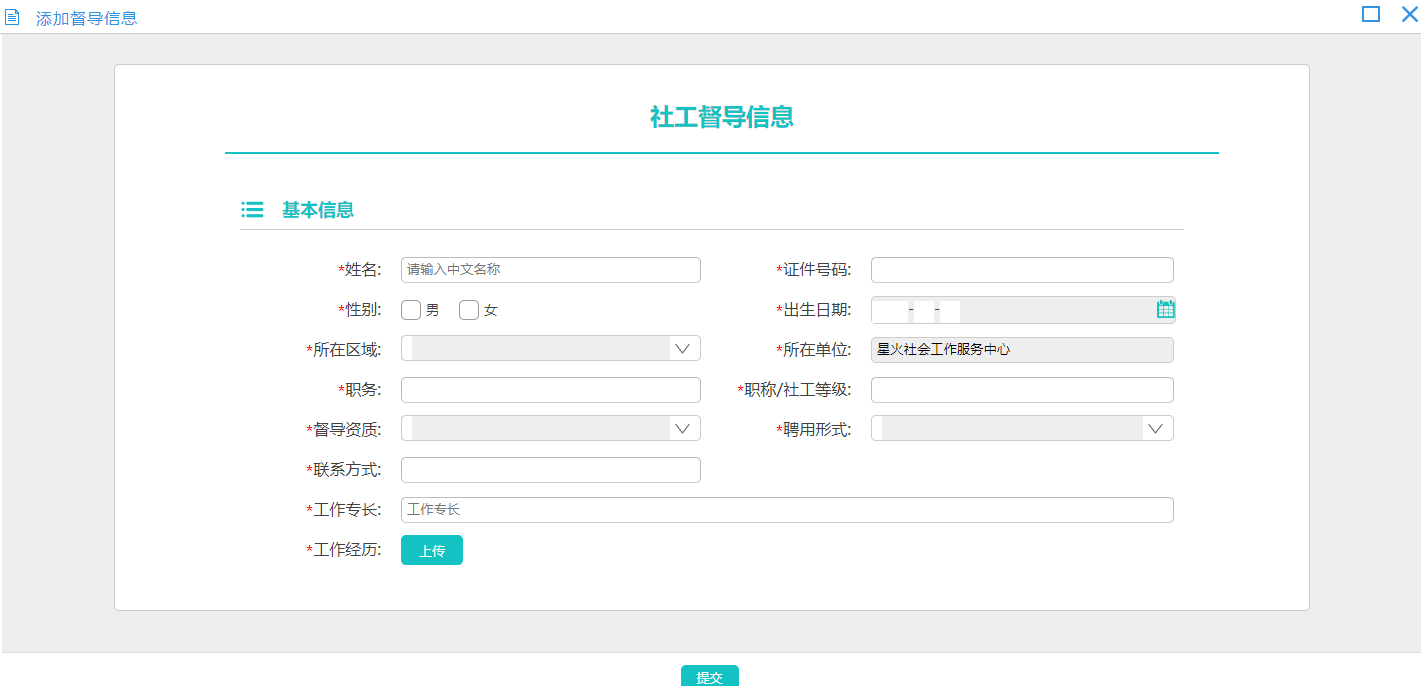 添加督导信息
社工督导信息
基本信息
*姓名: 请输入中文名称 *证件号码:
*性别: 男 女 *出生日期: - -
*所在区域: *所在单位: 星火社会工作服务中心
*职务: *职称/社工等级:
*督导资质: *聘用形式:
*联系方式:
*工作专长: 工作专长
*工作经历: 上传
提交